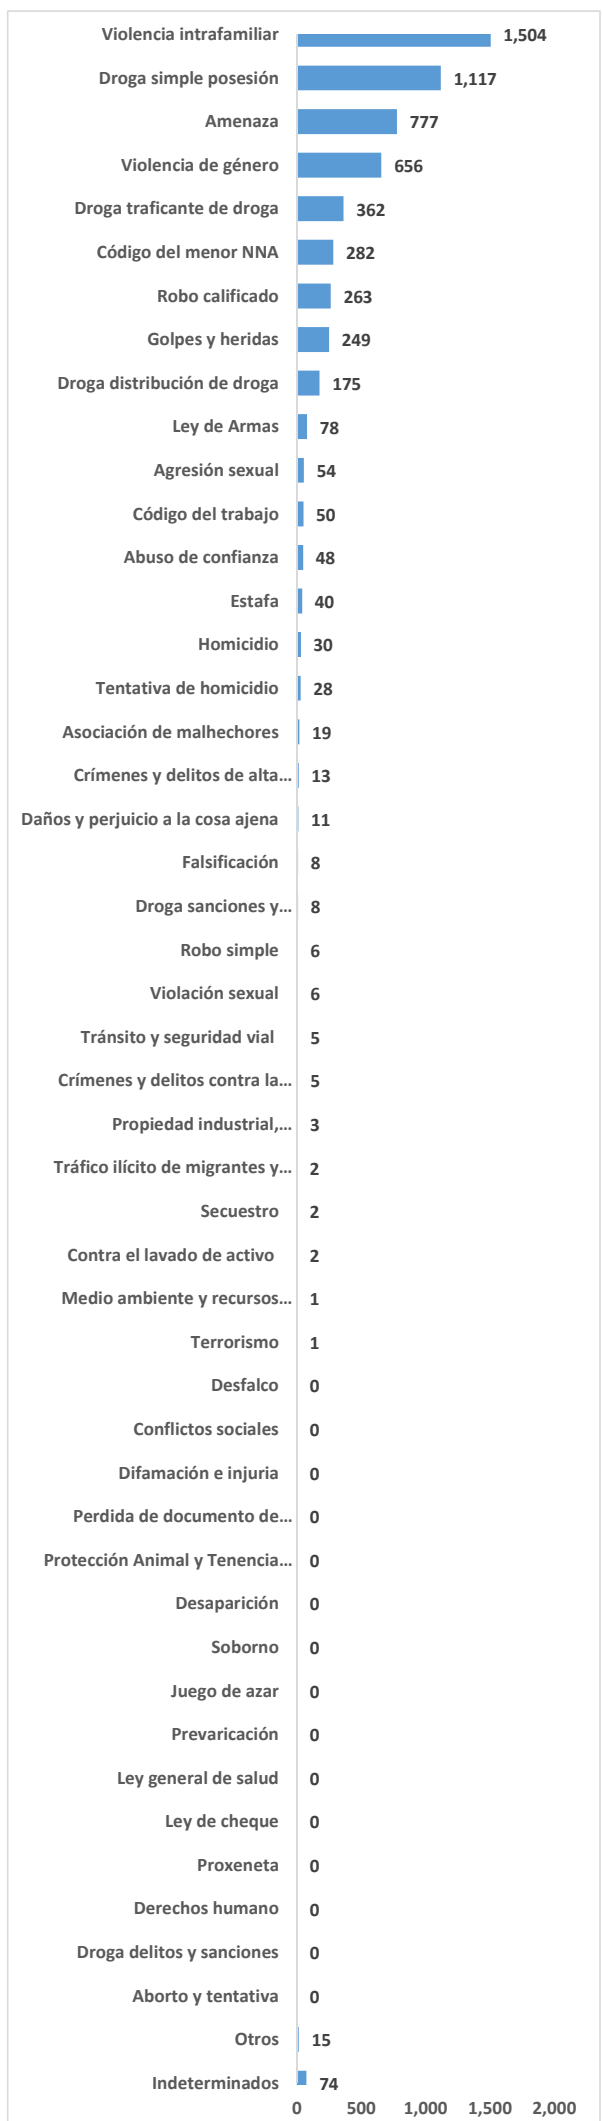 Violencia intrafamiliar 1,504
Droga simple posesión 1,117
Amenaza 777
Violencia de género 656
Droga traficante de droga 362
Código del menor NNA 282
Robo calificado 263
Golpes y heridas 249
Droga distribución de droga 175
Ley de Armas 78
Agresión sexual 54
Código del trabajo 50
Abuso de confianza 48
Estafa 40
Homicidio 30
Tentativa de homicidio 28
Asociación de malhechores 19
Crímenes y delitos de alta… 13
Daños y perjuicio a la cosa ajena 11
Falsificación 8
Droga sanciones y… 8
Robo simple 6
Violación sexual 6
Tránsito y seguridad vial 5
Crímenes y delitos contra la… 5
Propiedad industrial,… 3
Tráfico ilícito de migrantes y… 2
Secuestro 2
Contra el lavado de activo 2
Medio ambiente y recursos… 1
Terrorismo 1
Desfalco 0
Conflictos sociales 0
Difamación e injuria 0
Perdida de documento de… 0
Protección Animal y Tenencia… 0
Desaparición 0
Soborno 0
Juego de azar 0
Prevaricación 0
Ley general de salud 0
Ley de cheque 0
Proxeneta 0
Derechos humano 0
Droga delitos y sanciones 0
Aborto y tentativa 0
Otros 15
Indeterminados 74
0 500 1,000 1,500 2,000